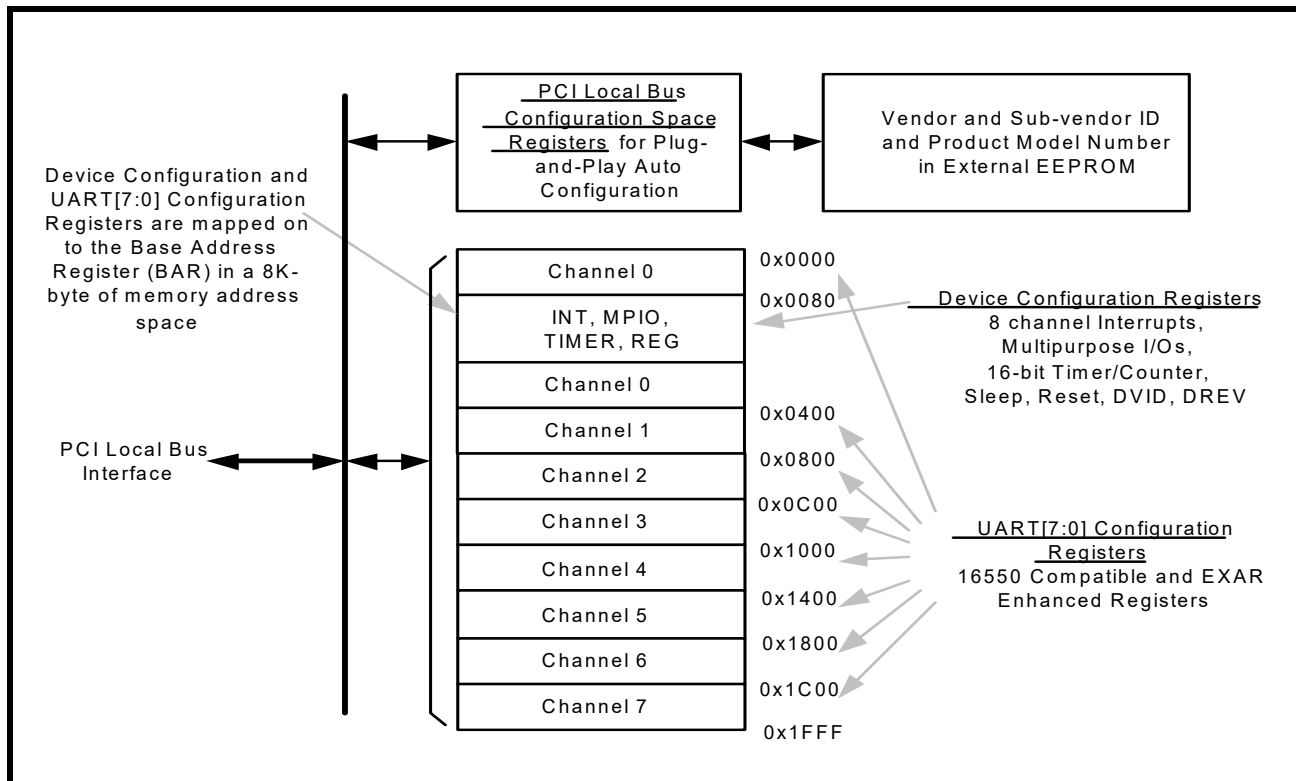 PCI Local Bus
Configuration Space
Registers for Plug-
and-Play Auto
Configuration
Vendor and Sub-vendor ID
and Product Model Number
in External EEPROM
Device Configuration and
UART[7:0] Configuration
Registers are mapped on
to the Base Address
Register (BAR) in a 8K-
byte of memory address
space
Channel 0
0x0000
0x0080
INT, MPIO,
TIMER, REG
Device Configuration Registers
8 channel Interrupts,
Multipurpose I/Os,
16-bit Timer/Counter,
Sleep, Reset, DVID, DREV
Channel 0
0x0400
Channel 1
PCI Local Bus
Interface
0x0800
Channel 2
0x0C00
Channel 3
0x1000
Channel 4
UART[7:0] Configuration
Registers
16550 Compatible and EXAR
Enhanced Registers
0x1400
Channel 5
0x1800
Channel 6
0x1C00
Channel 7
0x1FFF